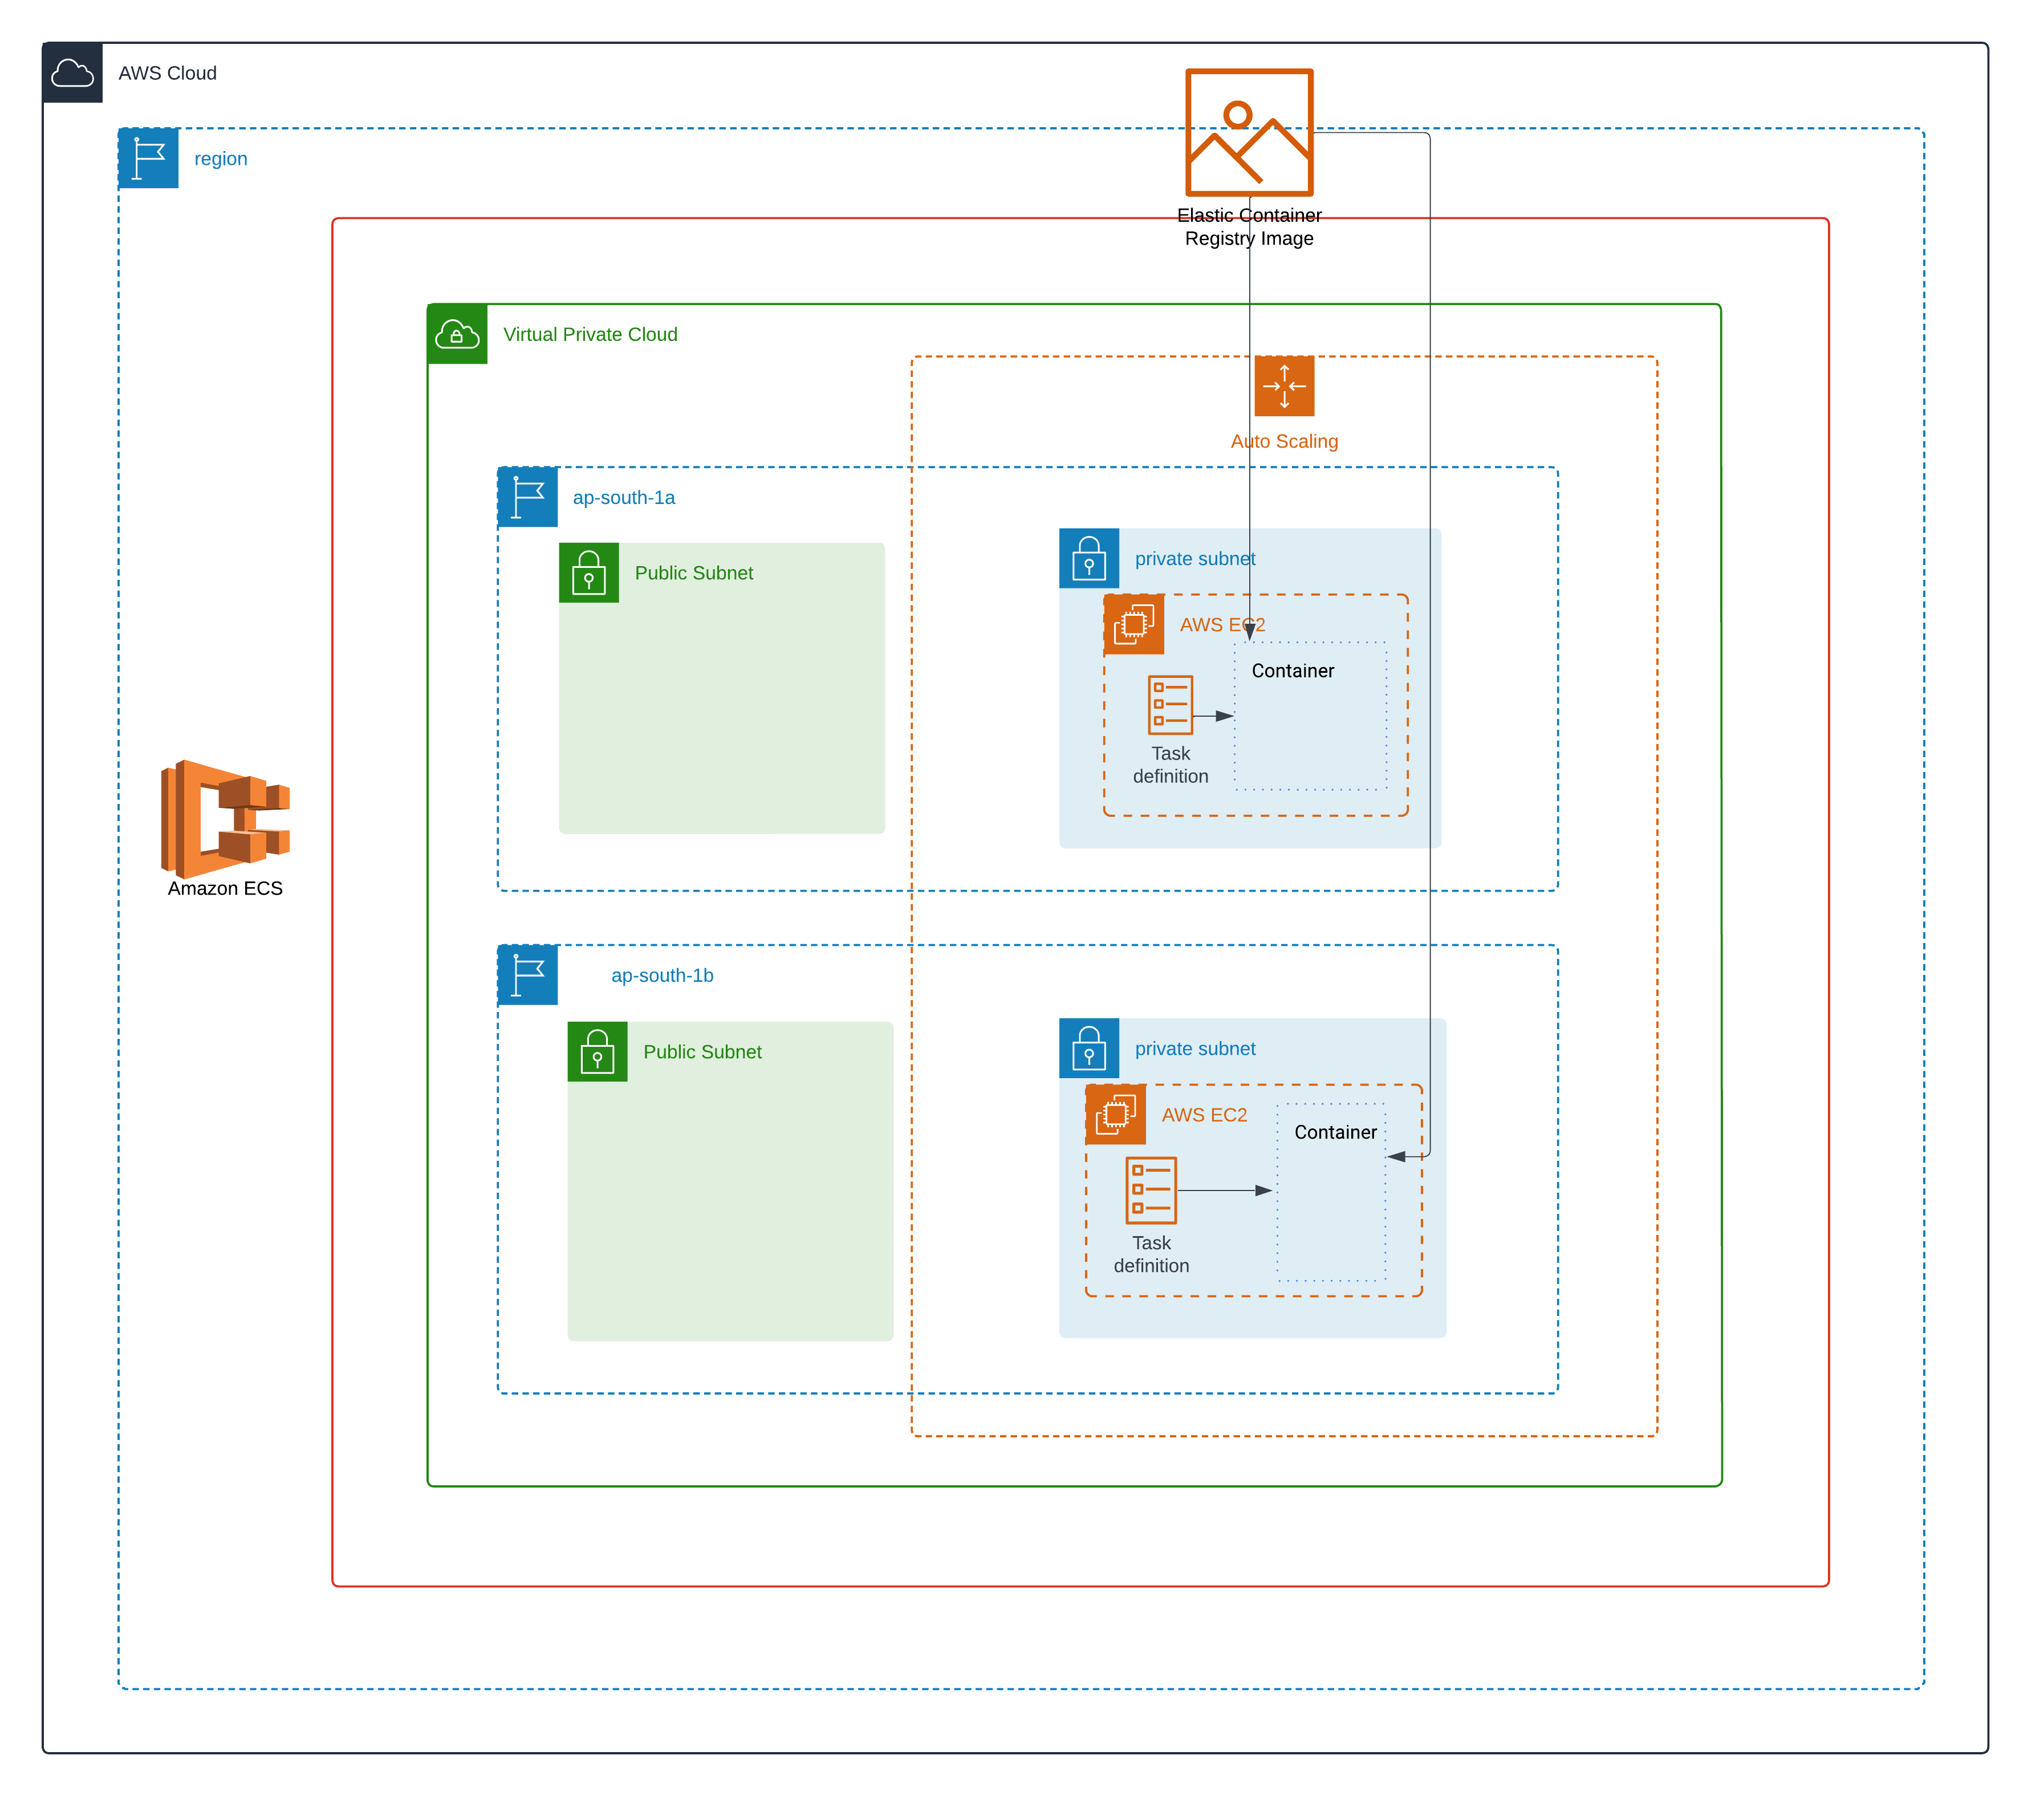 AWS Cloud
region
Elastic Container
Registry Image
Virtual Private Cloud
Auto Scaling
ap-south-1a
Public Subnet
private subnet
AWS EC2
Container
Task
definition
Amazon ECS
ap-south-1b
Public Subnet
private subnet
AWS EC2
Container
Task
definition